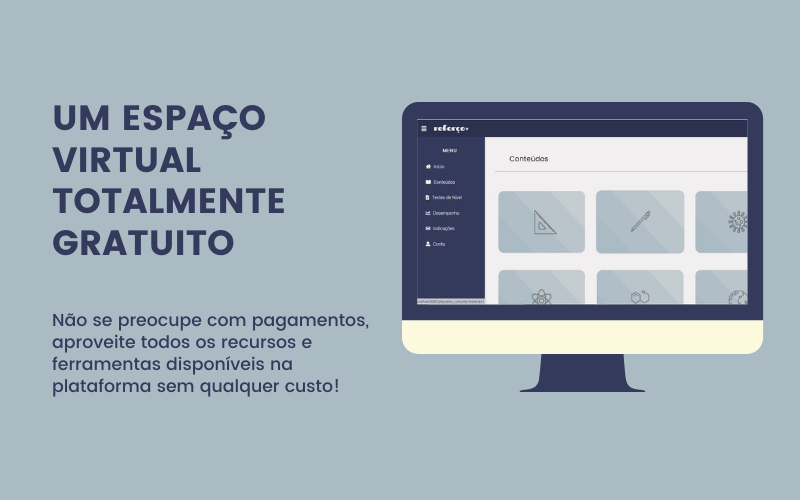 UM ESPAÇO
VIRTUAL
TOTALMENTE
GRATUITO
Não se preocupe com pagamentos,
aproveite todos os recursos e
ferramentas disponíveis na
plataforma sem qualquer custo!
reforço+
MENU
Início
Conteúdos
Testes de Nível
Desempenho
Indicações
Conta
Conteúdos